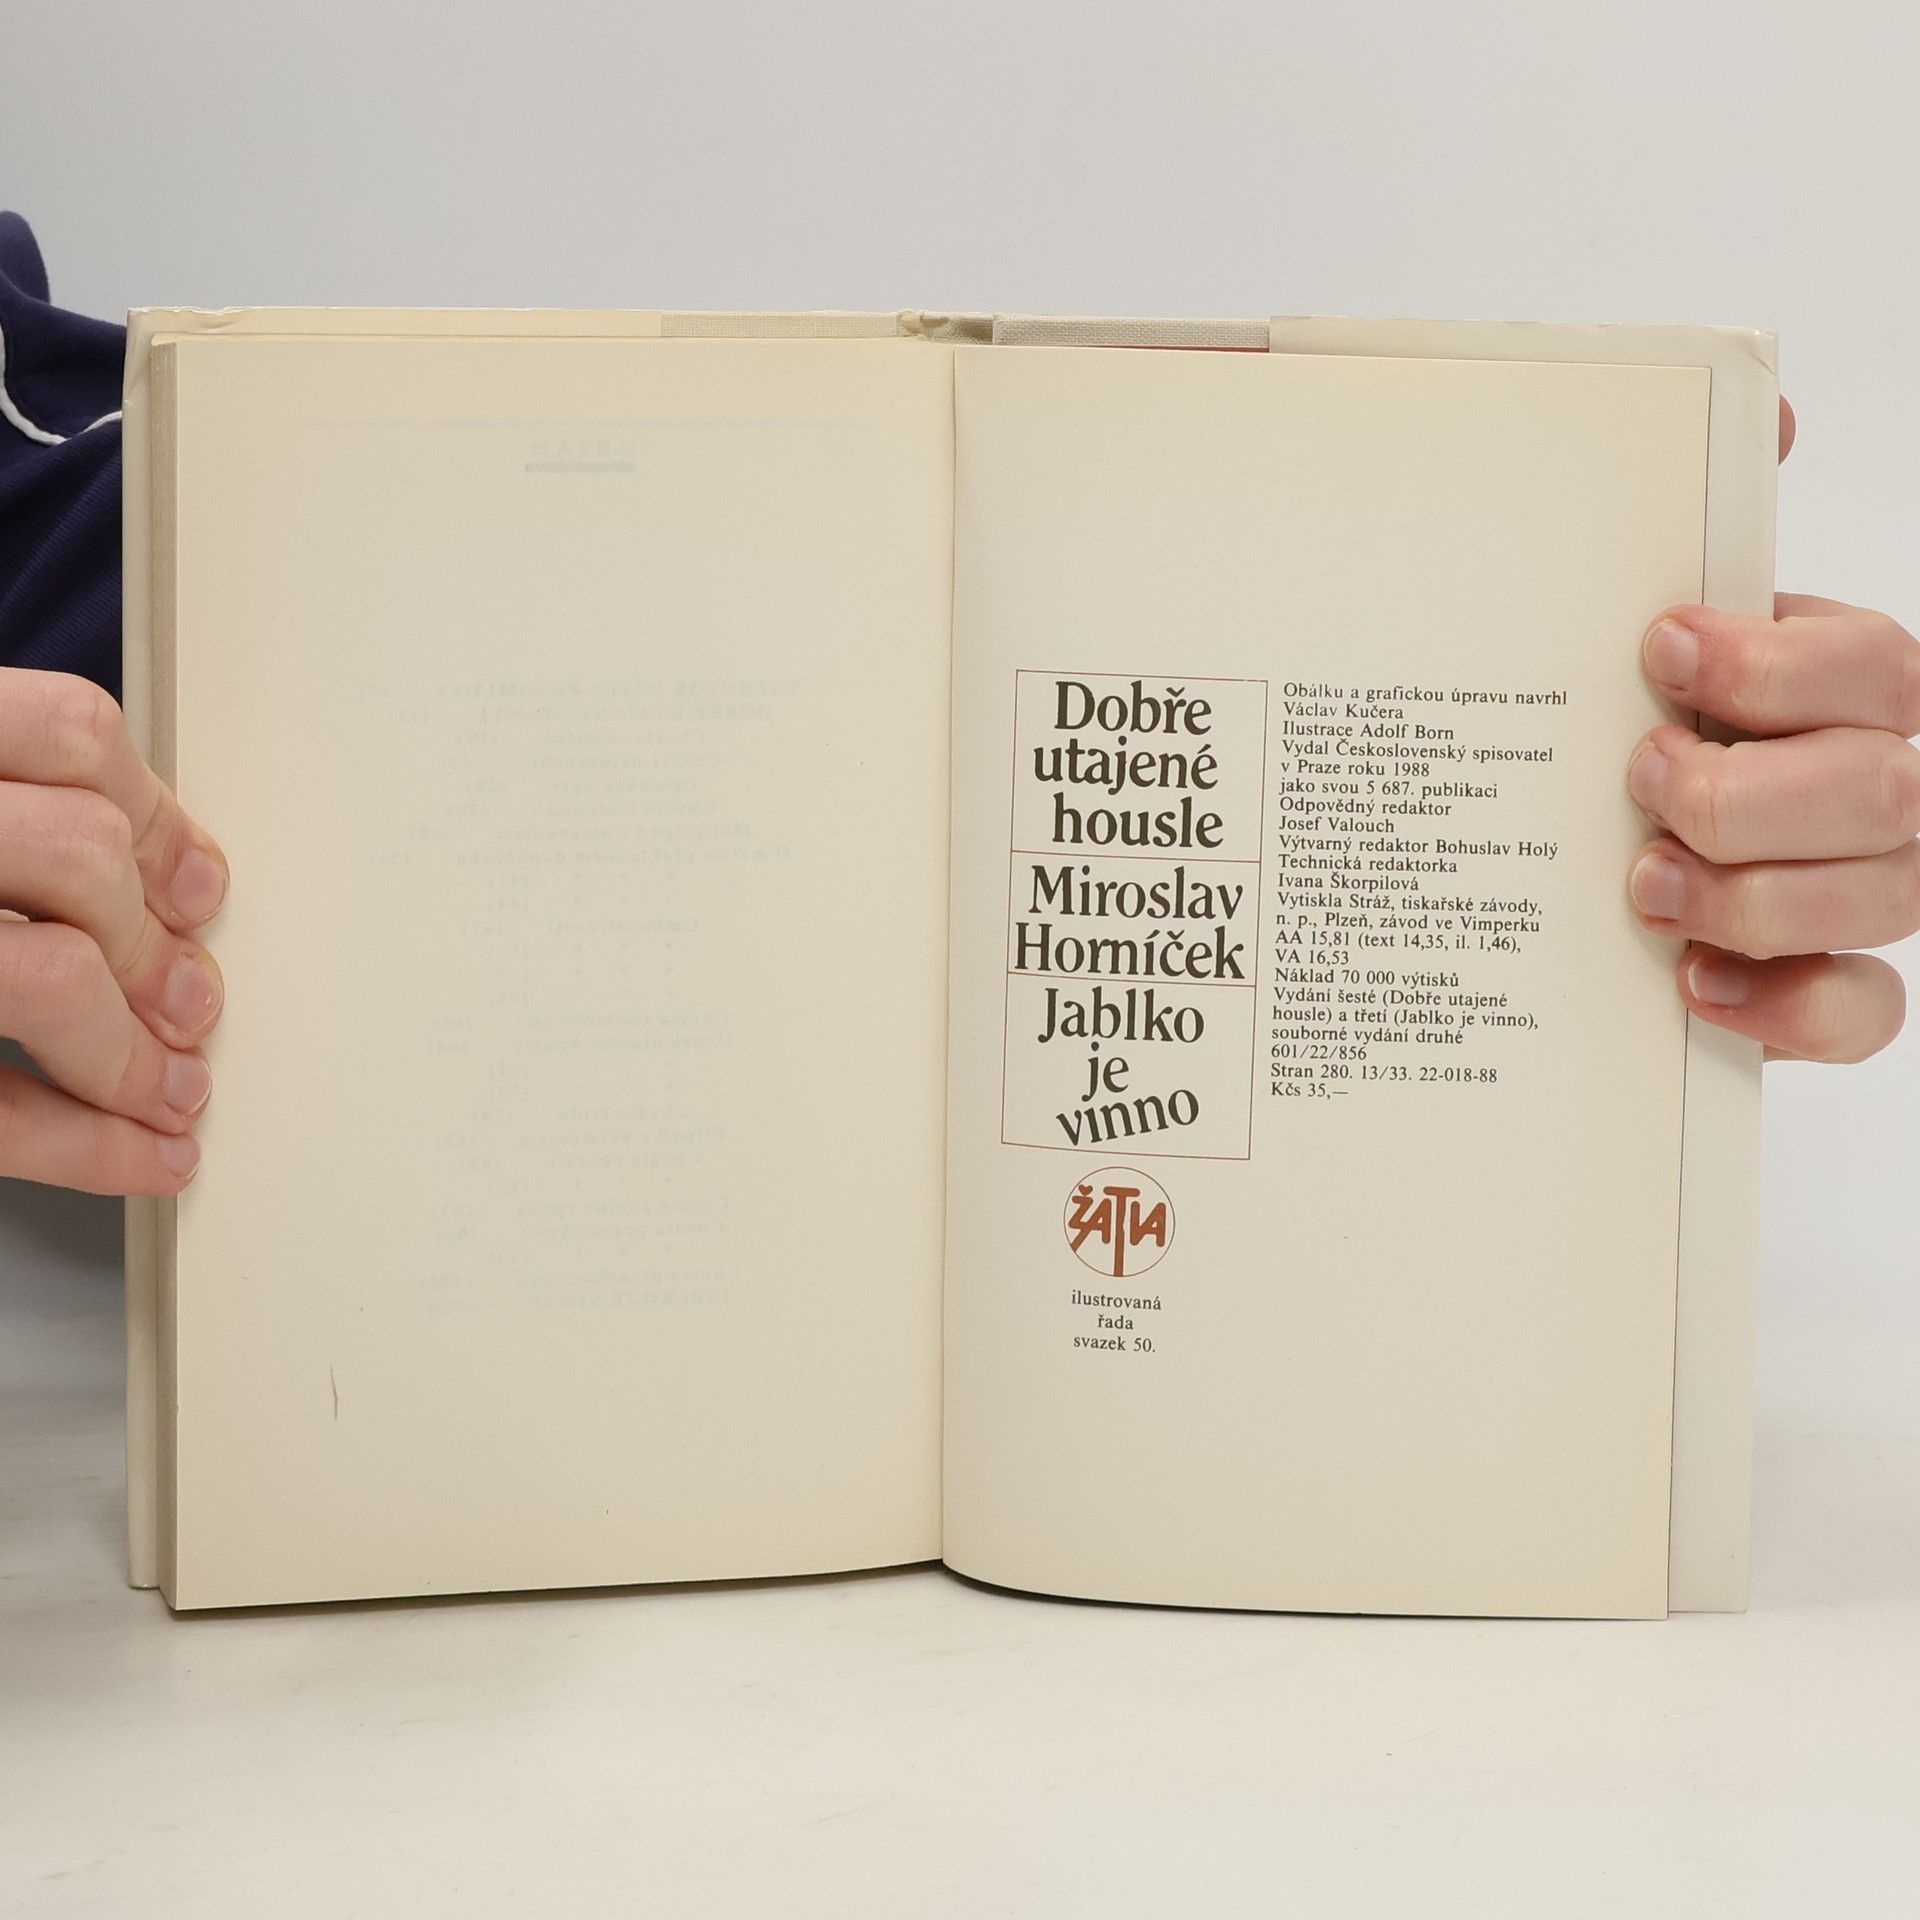 Dobře
utajené
housle
Miroslav
Horníček
Jablko
je
vinno
ŽATVA
ilustrovaná
řada
svazek 50.
Obálku a grafickou úpravu navrhl
Václav Kučera
Ilustrace Adolf Born
Vydal Československý spisovatel
v Praze roku 1988
jako svou 5 687. publikaci
Odpovědný redaktor
Josef Valouch
Výtvarný redaktor Bohuslav Holý
Technická redaktorka
Ivana Škorpilová
Vytiskla Stráž, tiskařské závody,
n. p., Plzeň, závod ve Vimperku
AA 15,81 (text 14,35, il. 1,46),
VA 16,53
Náklad 70 000 výtisků
Vydání šesté (Dobře utajené
housle) a třetí (Jablko je vinno),
souborné vydání druhé
601/22/856
Stran 280. 13/33. 22-018-88
Kčs 35,—